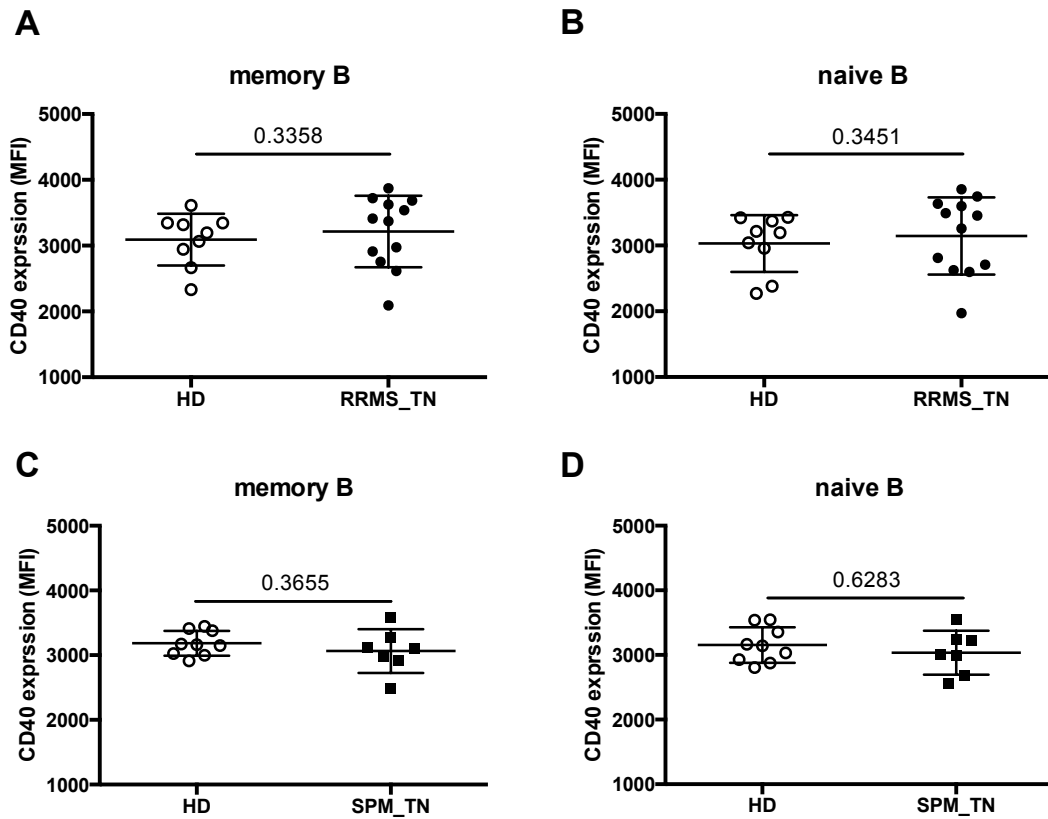 A
memory B
CD40 exprssion (MFI)
5000
4000
3000
2000
1000
0.3358
HD
RRMS_TN
B
naive B
CD40 exprssion (MFI)
5000
4000
3000
2000
1000
0.3451
HD
RRMS_TN
C
memory B
CD40 exprssion (MFI)
5000
4000
3000
2000
1000
0.3655
HD
SPM_TN
D
naive B
CD40 exprssion (MFI)
5000
4000
3000
2000
1000
0.6283
HD
SPM_TN